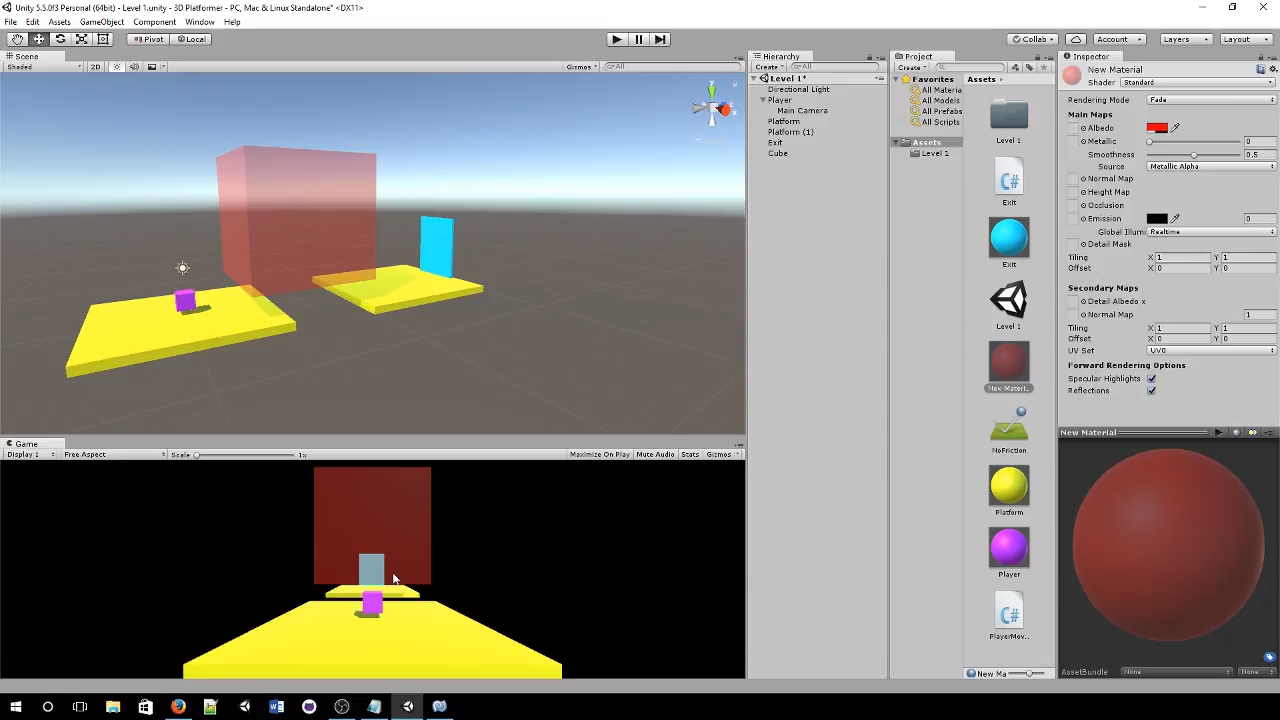 Unity 5.5.0f3 Personal (64bit) - Level 1.unity - 3D Platformer - PC, Mac & Linux Standalone* <DX11>
File Edit Assets GameObject Component Window Help
Pivot Local Collab Account Layers Layout
Scene
Shaded 2D Gizmos All
Hierarchy
Create All
Level 1*
Directional Light
Player
Main Camera
Platform
Platform (1)
Exit
Cube
Project
Create
Favorites
All Materia
All Models
All Prefabs
All Scripts
Assets
Level 1
Assets
Level 1
Exit
Exit
Level 1
New Materi...
NoFriction
Platform
Player
PlayerMov...
New Ma
Inspector
New Material
Shader Standard
Rendering Mode Fade
Main Maps
Albedo
Metallic 0
Smoothness 0.5
Source Metallic Alpha
Normal Map
Height Map
Occlusion
Emission 0
Global Illumi Realtime
Detail Mask
Tiling X 1 Y 1
Offset X 0 Y 0
Secondary Maps
Detail Albedo x
Normal Map 1
Tiling X 1 Y 1
Offset X 0 Y 0
UV Set UV0
Forward Rendering Options
Specular Highlights
Reflections
New Material
AssetBundle None None
Game
Display 1 Free Aspect Scale 1x Maximize On Play Mute Audio Stats Gizmos